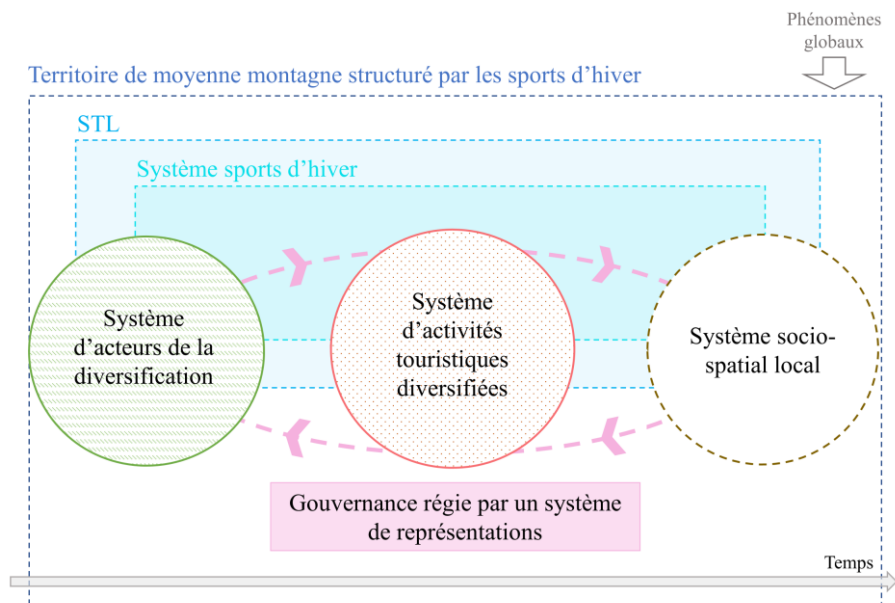 Phénomènes
globaux
Territoire de moyenne montagne structuré par les sports d’hiver
STL
Système sports d’hiver
Système
d’acteurs de la
diversification
Système
d’activités
touristiques
diversifiées
Système socio-
spatial local
Gouvernance régie par un système
de représentations
Temps